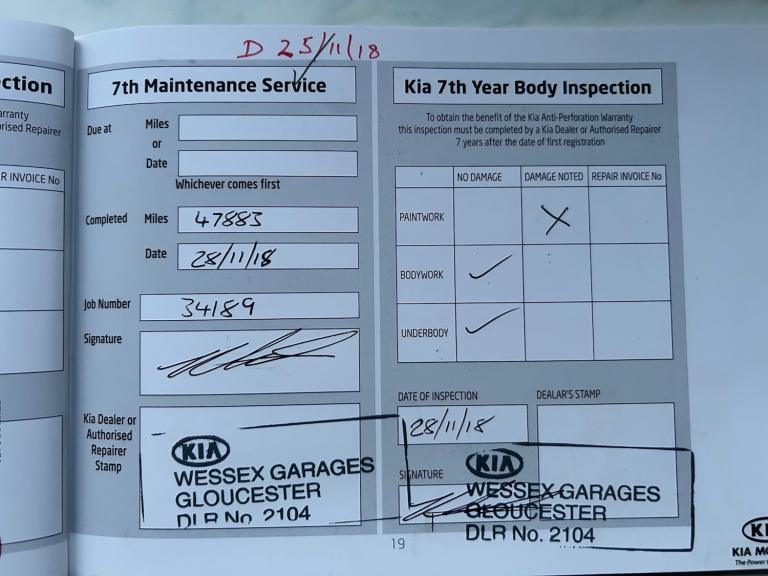 D 25/11/18
ction
arranty
rised Repairer
R INVOICE No
7th Maintenance Service
Due at
Miles
or
Date
Whichever comes first
Completed
Miles 47883
Date 28/11/18
Job Number 34189
Signature
Kia Dealer or
Authorised
Repairer
Stamp
KIA
WESSEX GARAGES
GLOUCESTER
DLR No. 2104
Kia 7th Year Body Inspection
To obtain the benefit of the Kia Anti-Perforation Warranty
this inspection must be completed by a Kia Dealer or Authorised Repairer
7 years after the date of first registration
NO DAMAGE DAMAGE NOTED REPAIR INVOICE No
PAINTWORK X
BODYWORK ✓
UNDERBODY ✓
DATE OF INSPECTION DEALAR'S STAMP
28/11/18
SIGNATURE
KIA
WESSEX GARAGES
GLOUCESTER
DLR No. 2104
19
KI
KIA MO
The Power t